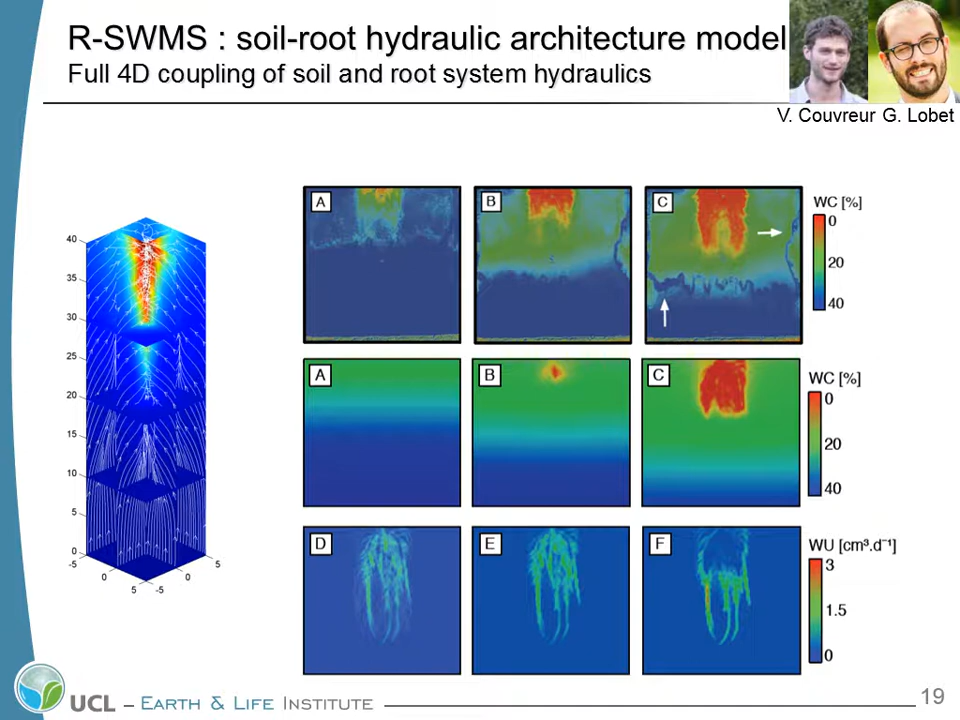 R-SWMS : soil-root hydraulic architecture model
Full 4D coupling of soil and root system hydraulics
V. Couvreur G. Lobet
40
35
30
25
20
15
10
5
0
-5
0
5
-5
0
5
A
B
C
WC [%]
0
20
40
A
B
C
WC [%]
0
20
40
D
E
F
WU [cm³.d⁻¹]
3
1.5
0
UCL – EARTH & LIFE INSTITUTE
19